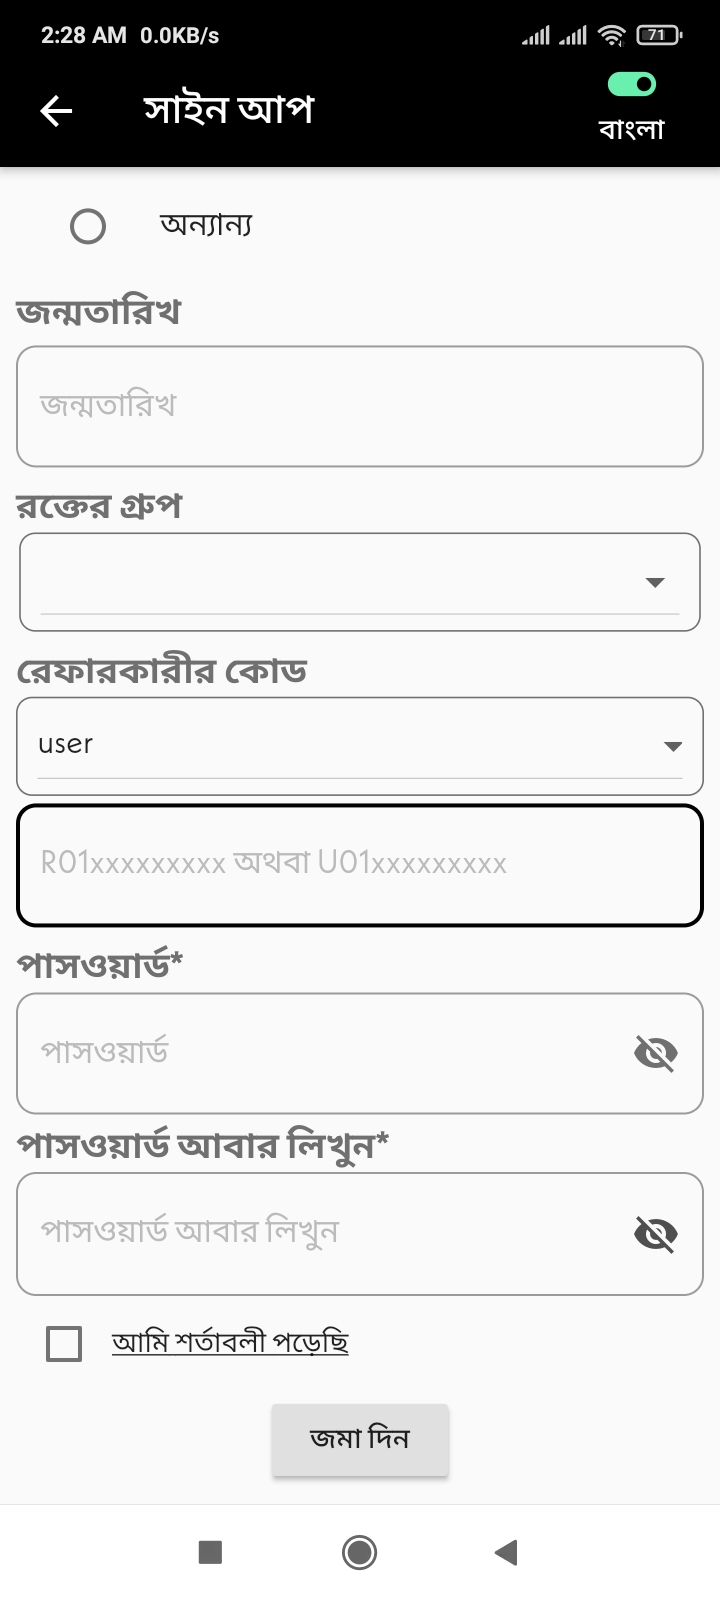 2:28 AM 0.0KB/s 71
সাইন আপ
বাংলা
অন্যান্য
জন্মতারিখ
জন্মতারিখ
রক্তের গ্রুপ
রেফারকারীর কোড
user
R01xxxxxxxxx অথবা U01xxxxxxxxx
পাসওয়ার্ড*
পাসওয়ার্ড
পাসওয়ার্ড আবার লিখুন*
পাসওয়ার্ড আবার লিখুন
আমি শর্তাবলী পড়েছি
জমা দিন